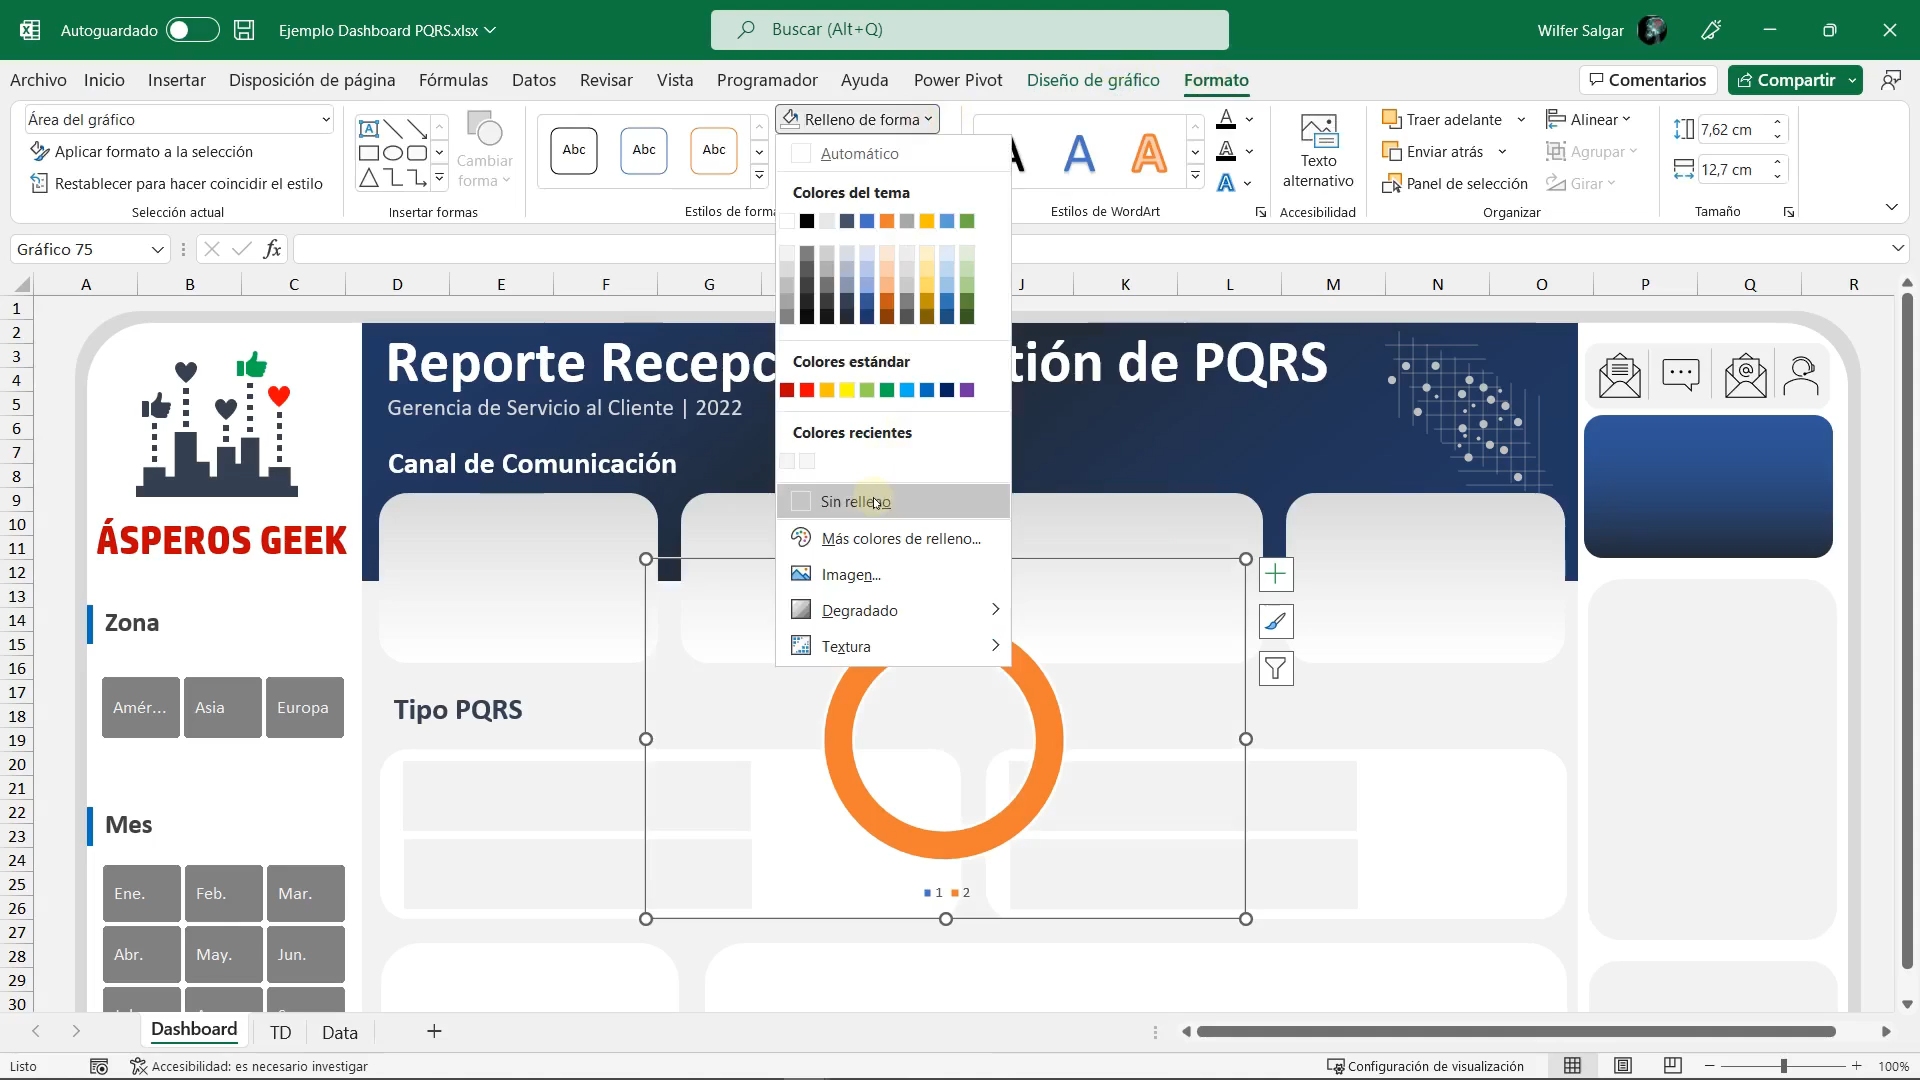 Autoguardado
Ejemplo Dashboard PQRS.xlsx
Buscar (Alt+Q)
Wilfer Salgar
Archivo Inicio Insertar Disposición de página Fórmulas Datos Revisar Vista Programador Ayuda Power Pivot Diseño de gráfico Formato
Comentarios
Compartir
Área del gráfico
Aplicar formato a la selección
Restablecer para hacer coincidir el estilo
Selección actual
Cambiar
forma
Insertar formas
Abc Abc Abc
Estilos de forma
Relleno de forma
Automático
Colores del tema
Colores estándar
Colores recientes
Sin relleno
Más colores de relleno...
Imagen...
Degradado
Textura
A A A
Estilos de WordArt
Texto
alternativo
Accesibilidad
Traer adelante
Enviar atrás
Panel de selección
Alinear
Agrupar
Girar
Organizar
7,62 cm
12,7 cm
Tamaño
Gráfico 75
fx
A B C D E F G J K L M N O P Q R
1
2
3
4
5
6
7
8
9
10
11
12
13
14
15
16
17
18
19
20
21
22
23
24
25
26
27
28
29
30
ÁSPEROS GEEK
Zona
Amér... Asia Europa
Mes
Ene. Feb. Mar.
Abr. May. Jun.
Reporte Recepc tión de PQRS
Gerencia de Servicio al Cliente | 2022
Canal de Comunicación
Tipo PQRS
1 2
Dashboard TD Data
Listo
Accesibilidad: es necesario investigar
Configuración de visualización
100%